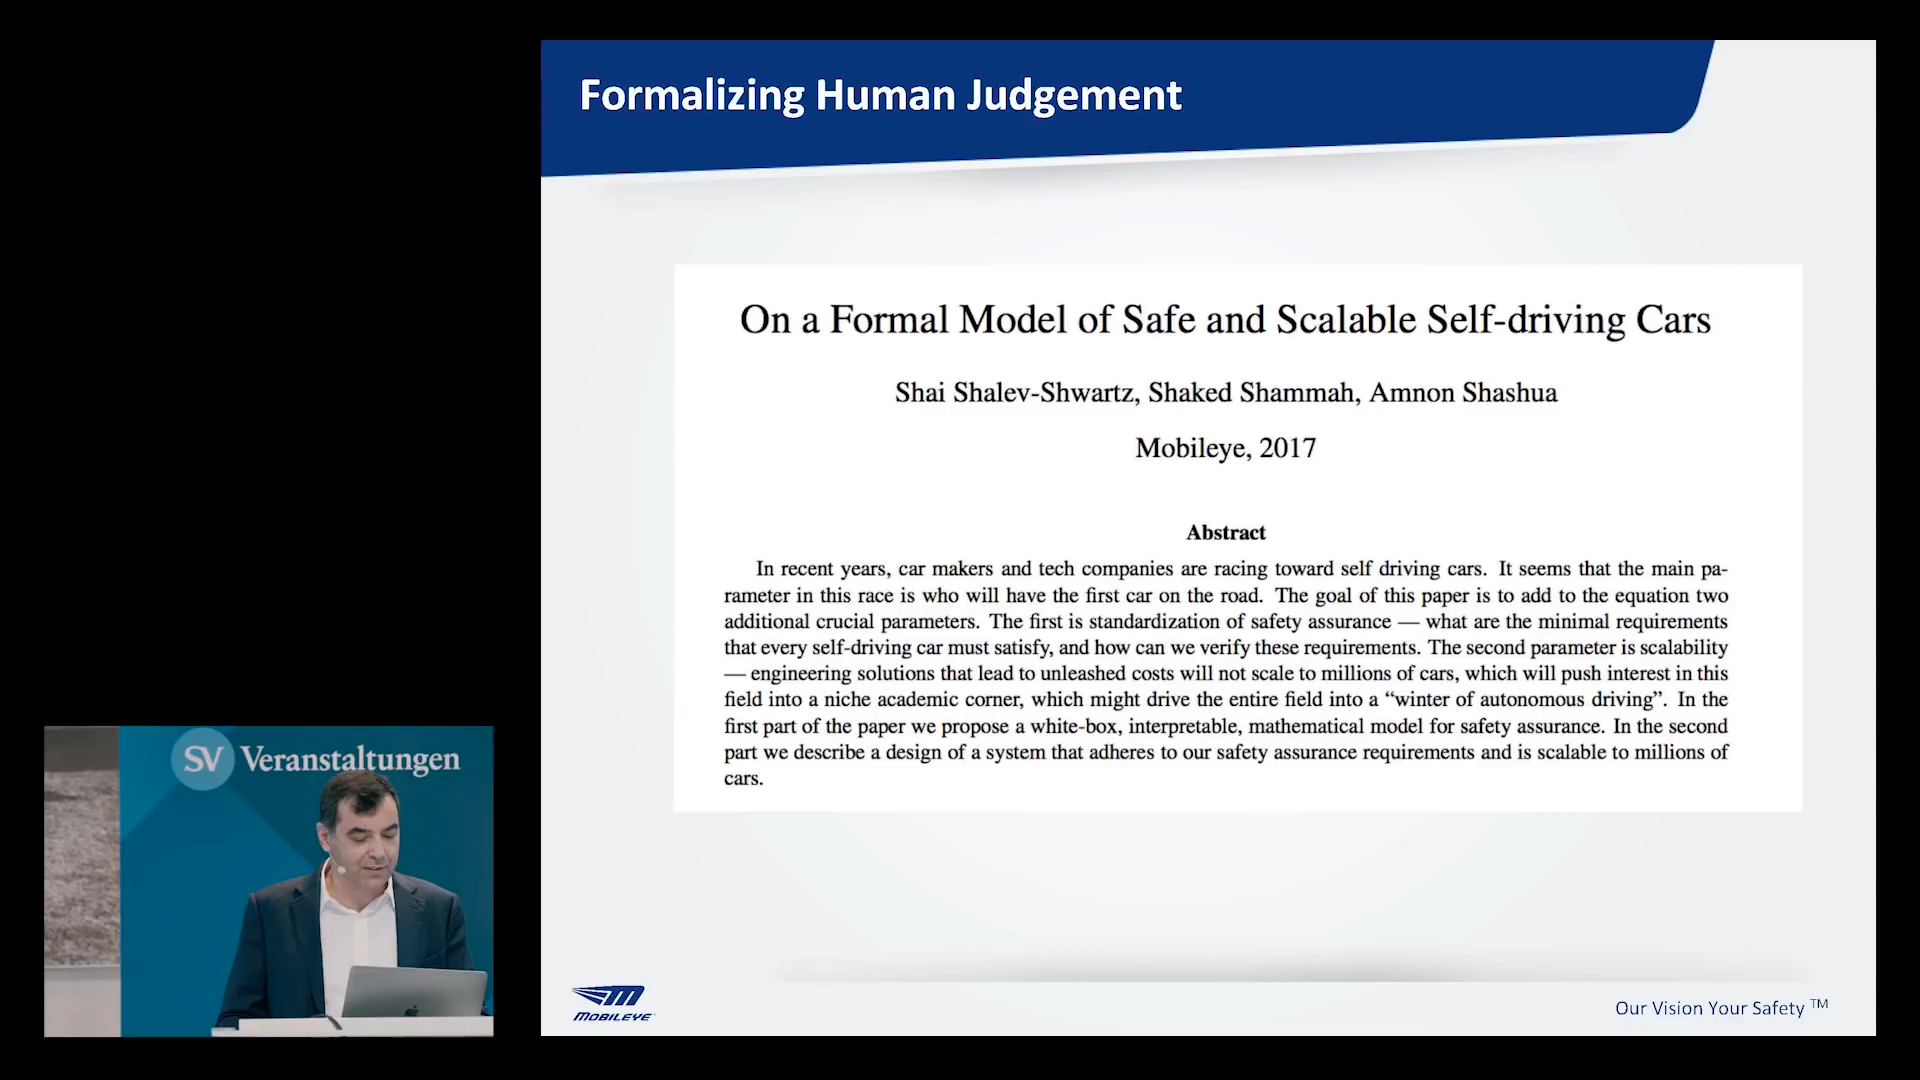 Formalizing Human Judgement
On a Formal Model of Safe and Scalable Self-driving Cars
Shai Shalev-Shwartz, Shaked Shammah, Amnon Shashua
Mobileye, 2017
Abstract
In recent years, car makers and tech companies are racing toward self driving cars. It seems that the main pa-
rameter in this race is who will have the first car on the road. The goal of this paper is to add to the equation two
additional crucial parameters. The first is standardization of safety assurance — what are the minimal requirements
that every self-driving car must satisfy, and how can we verify these requirements. The second parameter is scalability
— engineering solutions that lead to unleashed costs will not scale to millions of cars, which will push interest in this
field into a niche academic corner, which might drive the entire field into a “winter of autonomous driving”. In the
first part of the paper we propose a white-box, interpretable, mathematical model for safety assurance. In the second
part we describe a design of a system that adheres to our safety assurance requirements and is scalable to millions of
cars.
SV Veranstaltungen
MOBILEYE
Our Vision Your Safety TM